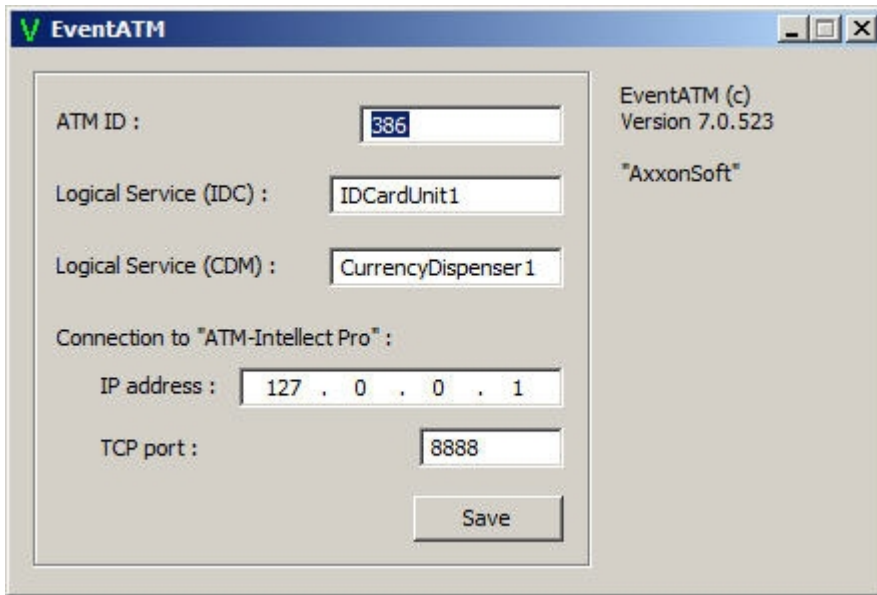 EventATM
ATM ID : 386
Logical Service (IDC) : IDCardUnit1
Logical Service (CDM) : CurrencyDispenser1
Connection to "ATM-Intellect Pro" :
IP address : 127 . 0 . 0 . 1
TCP port : 8888
Save
EventATM (c)
Version 7.0.523
"AxxonSoft"